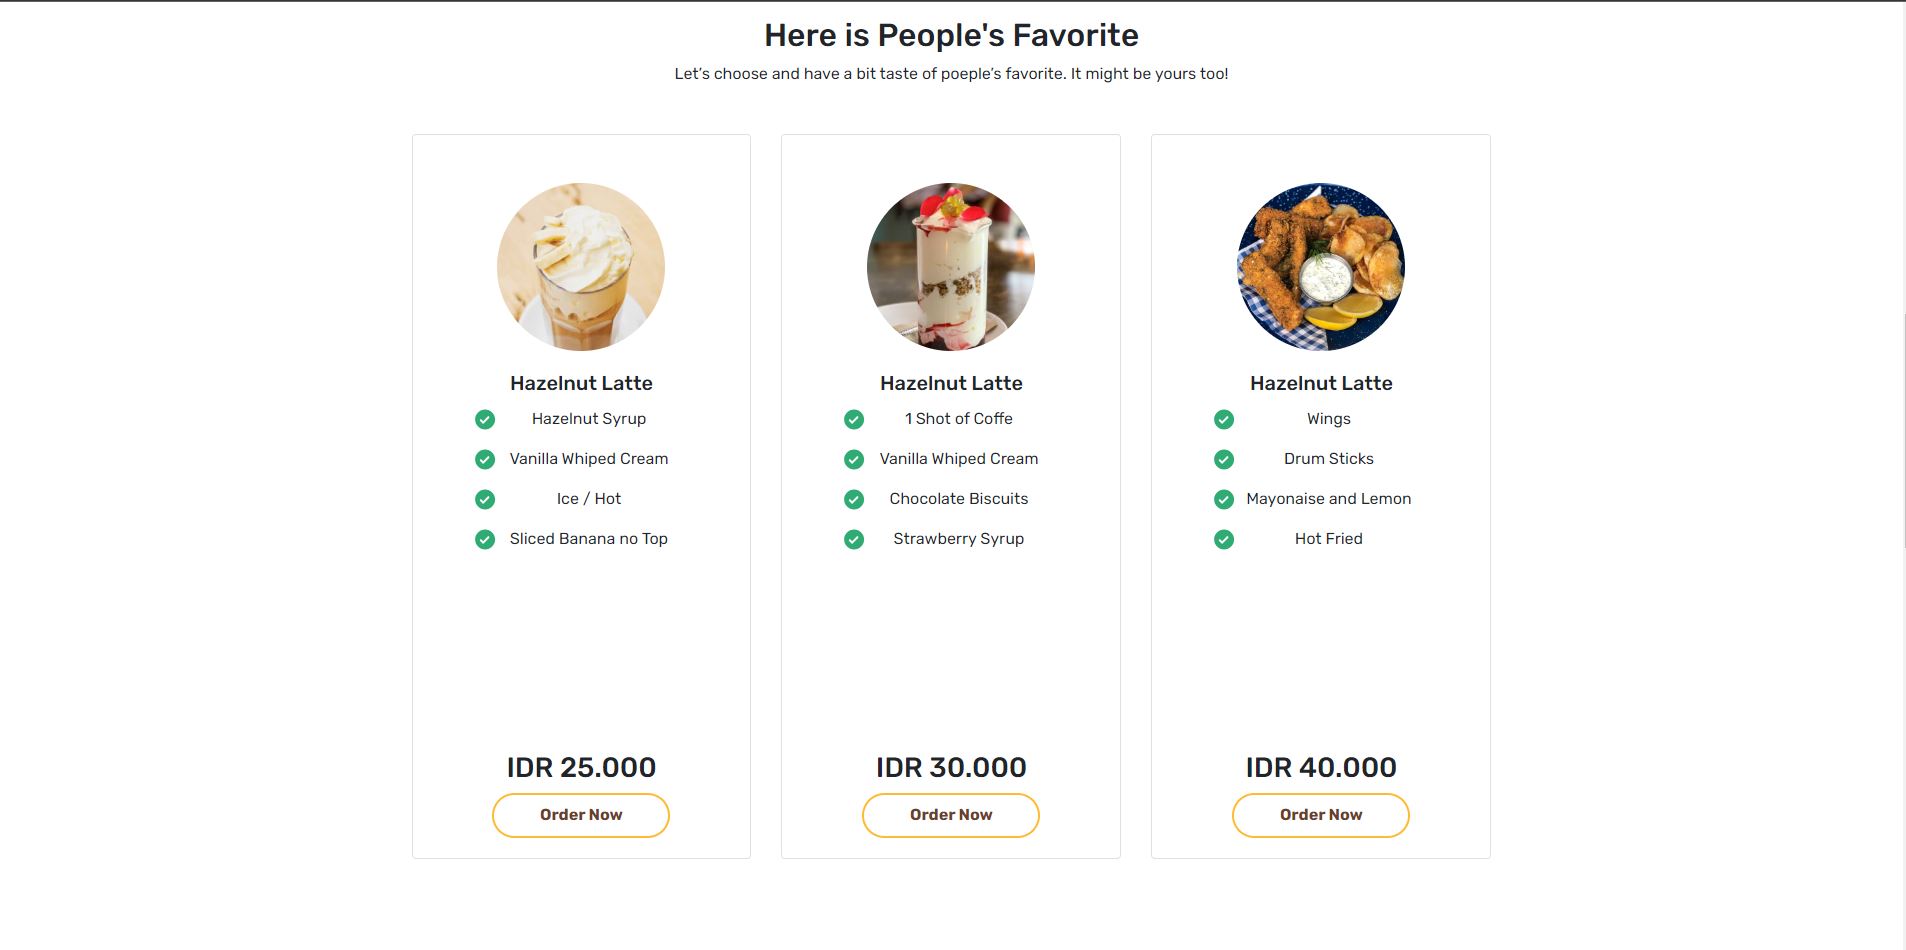 Here is People's Favorite
Let’s choose and have a bit taste of poeple’s favorite. It might be yours too!
Hazelnut Latte
Hazelnut Syrup
Vanilla Whiped Cream
Ice / Hot
Sliced Banana no Top
IDR 25.000
Order Now
Hazelnut Latte
1 Shot of Coffe
Vanilla Whiped Cream
Chocolate Biscuits
Strawberry Syrup
IDR 30.000
Order Now
Hazelnut Latte
Wings
Drum Sticks
Mayonaise and Lemon
Hot Fried
IDR 40.000
Order Now